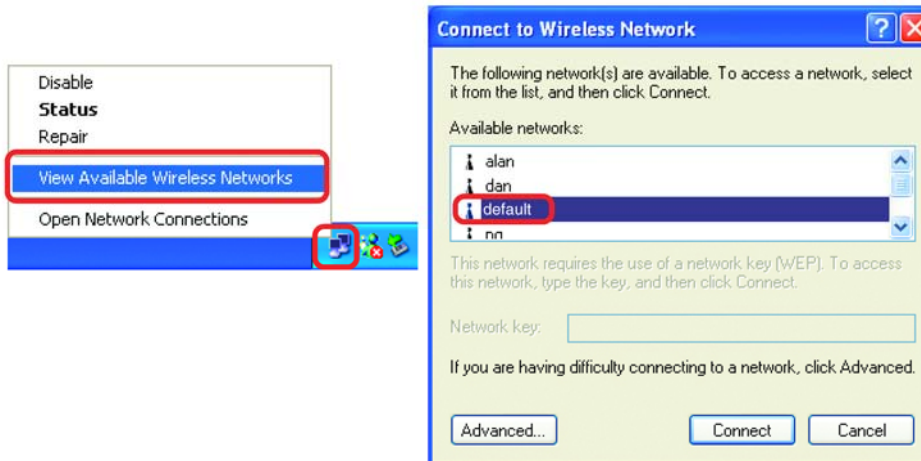 Disable
Status
Repair
View Available Wireless Networks
Open Network Connections
Connect to Wireless Network
The following network(s) are available. To access a network, select
it from the list, and then click Connect.
Available networks:
alan
dan
default
ng
This network requires the use of a network key (WEP). To access
this network, type the key, and then click Connect.
Network key:
If you are having difficulty connecting to a network, click Advanced.
Advanced...
Connect
Cancel